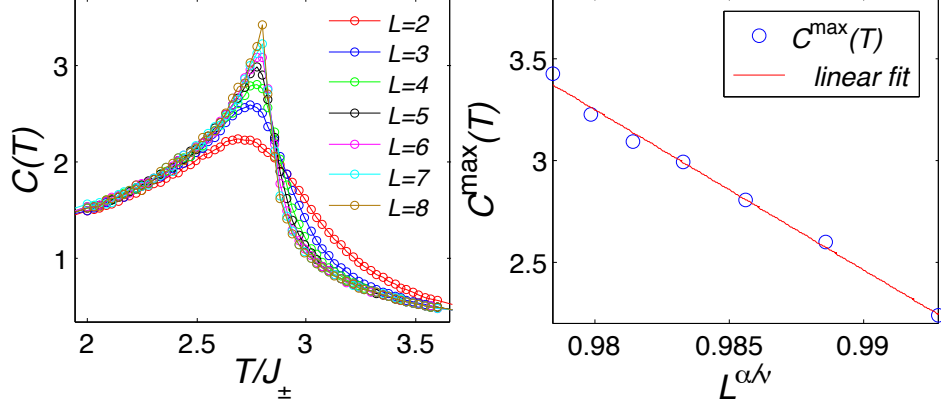 C(T)
3
2
1
2
2.5
3
3.5
T/J±
L=2
L=3
L=4
L=5
L=6
L=7
L=8
C^max(T)
3.5
3
2.5
0.98
0.985
0.99
L^α/ν
C^max(T)
linear fit